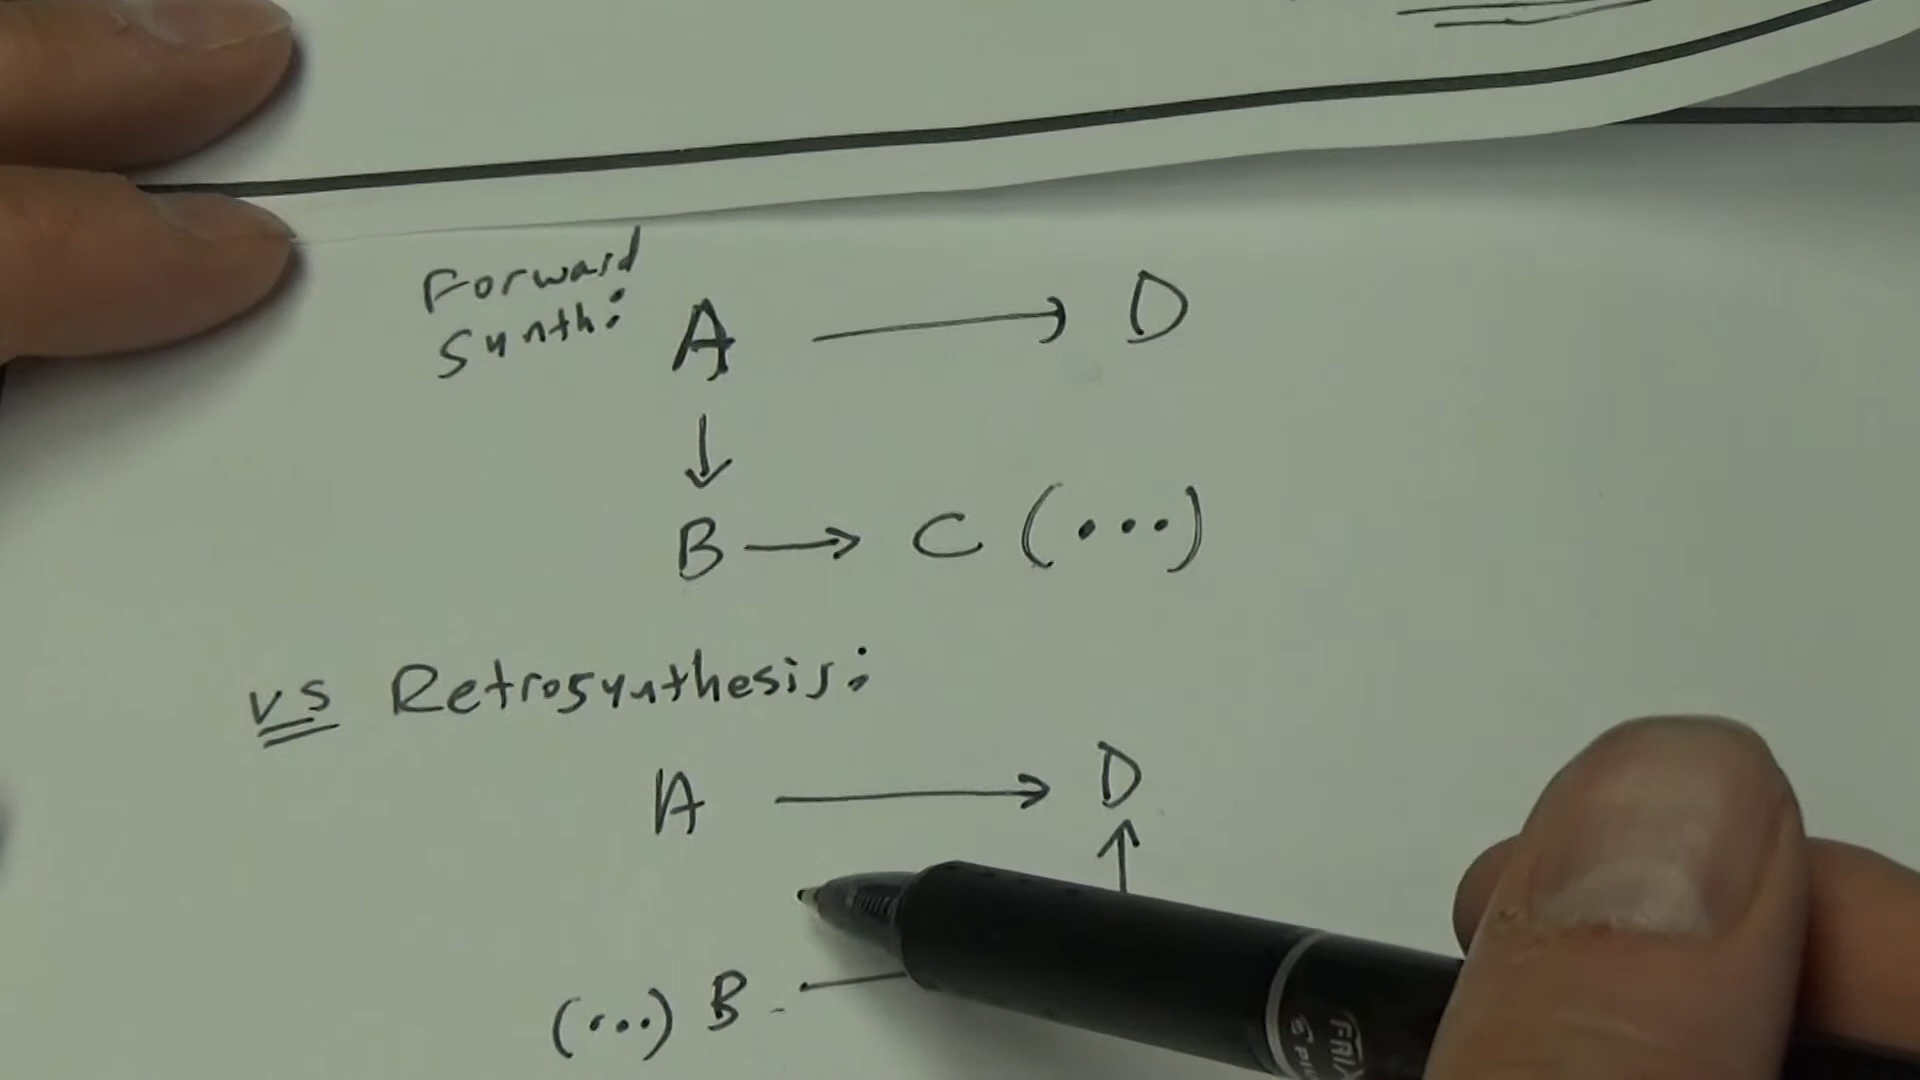 Forward
Synth: A → D
↓
B → C (...)
vs Retrosynthesis:
A → D
↑
(...) B